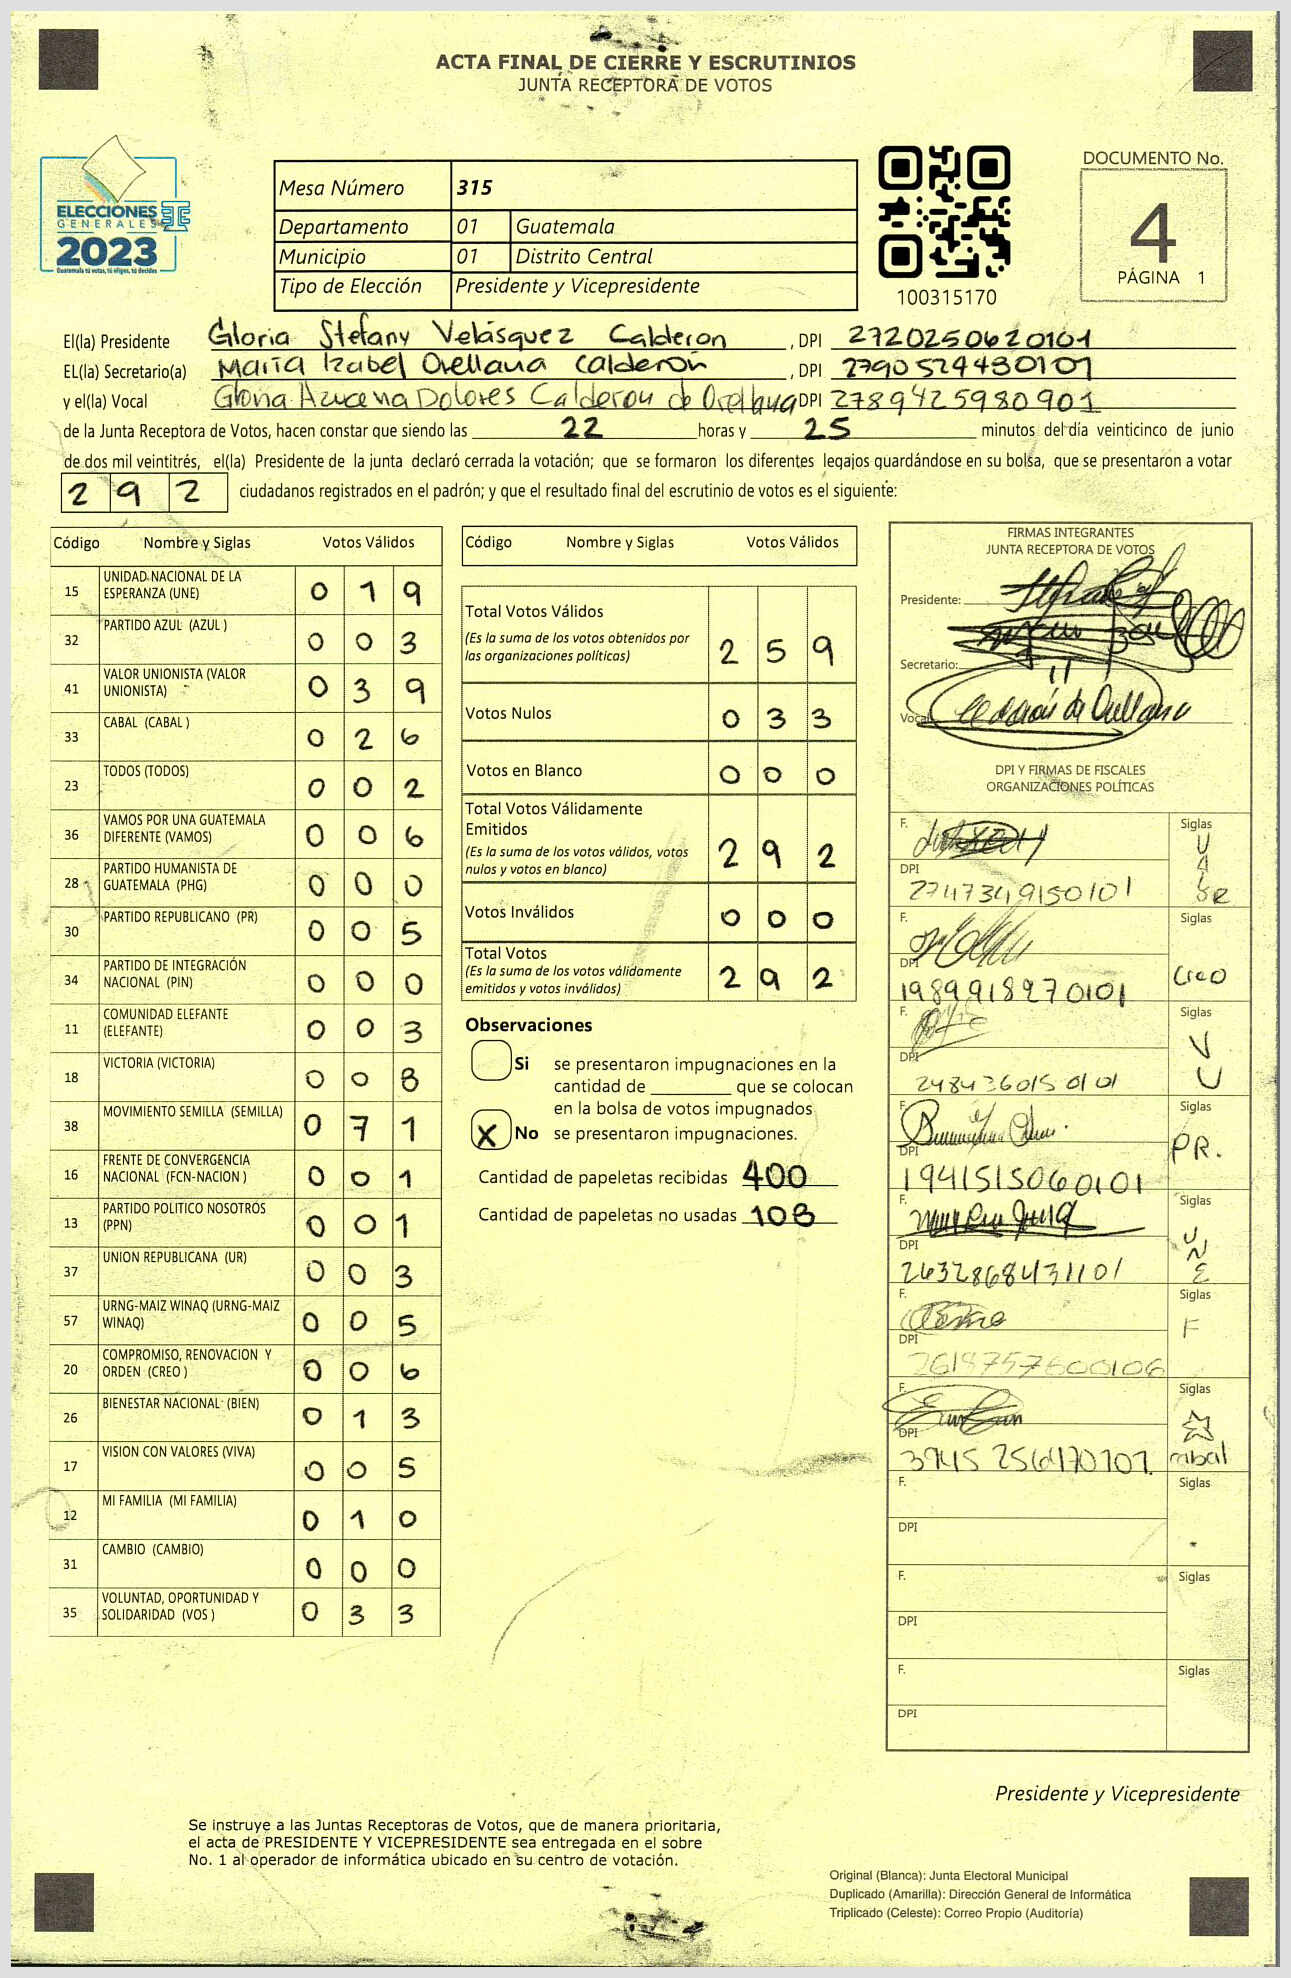 ACTA FINAL DE CIERRE Y ESCRUTINIOS
JUNTA RECEPTORA DE VOTOS
ELECCIONES
GENERALES
2023
Guatemala tú votas, tú eliges, tú decides
Mesa Número 315
Departamento 01 Guatemala
Municipio 01 Distrito Central
Tipo de Elección Presidente y Vicepresidente
100315170
DOCUMENTO No.
4
PÁGINA 1
El(la) Presidente Gloria Stefany Velásquez Calderon , DPI 2720250620101
EL(la) Secretario(a) María Izabel Orellana Calderón , DPI 2790524480101
y el(la) Vocal Gloria Azucena Dolores Calderon de Orellana DPI 2789425980901
de la Junta Receptora de Votos, hacen constar que siendo las 22 horas y 25 minutos del día veinticinco de junio
de dos mil veintitrés, el(la) Presidente de la junta declaró cerrada la votación; que se formaron los diferentes legajos guardándose en su bolsa, que se presentaron a votar
292 ciudadanos registrados en el padrón; y que el resultado final del escrutinio de votos es el siguiente:
Código Nombre y Siglas Votos Válidos
15 UNIDAD NACIONAL DE LA ESPERANZA (UNE) 0 1 9
32 PARTIDO AZUL (AZUL ) 0 0 3
41 VALOR UNIONISTA (VALOR UNIONISTA) 0 3 9
33 CABAL (CABAL ) 0 2 6
23 TODOS (TODOS) 0 0 2
36 VAMOS POR UNA GUATEMALA DIFERENTE (VAMOS) 0 0 6
28 PARTIDO HUMANISTA DE GUATEMALA (PHG) 0 0 0
30 PARTIDO REPUBLICANO (PR) 0 0 5
34 PARTIDO DE INTEGRACIÓN NACIONAL (PIN) 0 0 0
11 COMUNIDAD ELEFANTE (ELEFANTE) 0 0 3
18 VICTORIA (VICTORIA) 0 0 8
38 MOVIMIENTO SEMILLA (SEMILLA) 0 7 1
16 FRENTE DE CONVERGENCIA NACIONAL (FCN-NACION ) 0 0 1
13 PARTIDO POLITICO NOSOTROS (PPN) 0 0 1
37 UNION REPUBLICANA (UR) 0 0 3
57 URNG-MAIZ WINAQ (URNG-MAIZ WINAQ) 0 0 5
20 COMPROMISO, RENOVACION Y ORDEN (CREO ) 0 0 6
26 BIENESTAR NACIONAL (BIEN) 0 1 3
17 VISION CON VALORES (VIVA) 0 0 5
12 MI FAMILIA (MI FAMILIA) 0 1 0
31 CAMBIO (CAMBIO) 0 0 0
35 VOLUNTAD, OPORTUNIDAD Y SOLIDARIDAD (VOS ) 0 3 3
Código Nombre y Siglas Votos Válidos
Total Votos Válidos
(Es la suma de los votos obtenidos por
las organizaciones políticas) 2 5 9
Votos Nulos 0 3 3
Votos en Blanco 0 0 0
Total Votos Válidamente
Emitidos
(Es la suma de los votos válidos, votos
nulos y votos en blanco) 2 9 2
Votos Inválidos 0 0 0
Total Votos
(Es la suma de los votos válidamente
emitidos y votos inválidos) 2 9 2
Observaciones
Si se presentaron impugnaciones en la
cantidad de ________ que se colocan
en la bolsa de votos impugnados
X No se presentaron impugnaciones.
Cantidad de papeletas recibidas 400
Cantidad de papeletas no usadas 108
FIRMAS INTEGRANTES
JUNTA RECEPTORA DE VOTOS
Presidente:
Secretario:
Vocal
DPI Y FIRMAS DE FISCALES
ORGANIZACIONES POLÍTICAS
F. Siglas
DPI 2747349150101
F. Siglas Creo
DPI 1989918270101
F. Siglas V U
DPI 2484360150101
F. Siglas PR.
DPI 1941515060101
F. Siglas UNE
DPI 2632868431101
F. Siglas F
DPI 2618757600106
F. Siglas cabal
DPI
F. Siglas
DPI
F. Siglas
DPI
F. Siglas
DPI
Presidente y Vicepresidente
Se instruye a las Juntas Receptoras de Votos, que de manera prioritaria,
el acta de PRESIDENTE Y VICEPRESIDENTE sea entregada en el sobre
No. 1 al operador de informática ubicado en su centro de votación.
Original (Blanca): Junta Electoral Municipal
Duplicado (Amarilla): Dirección General de Informática
Triplicado (Celeste): Correo Propio (Auditoría)